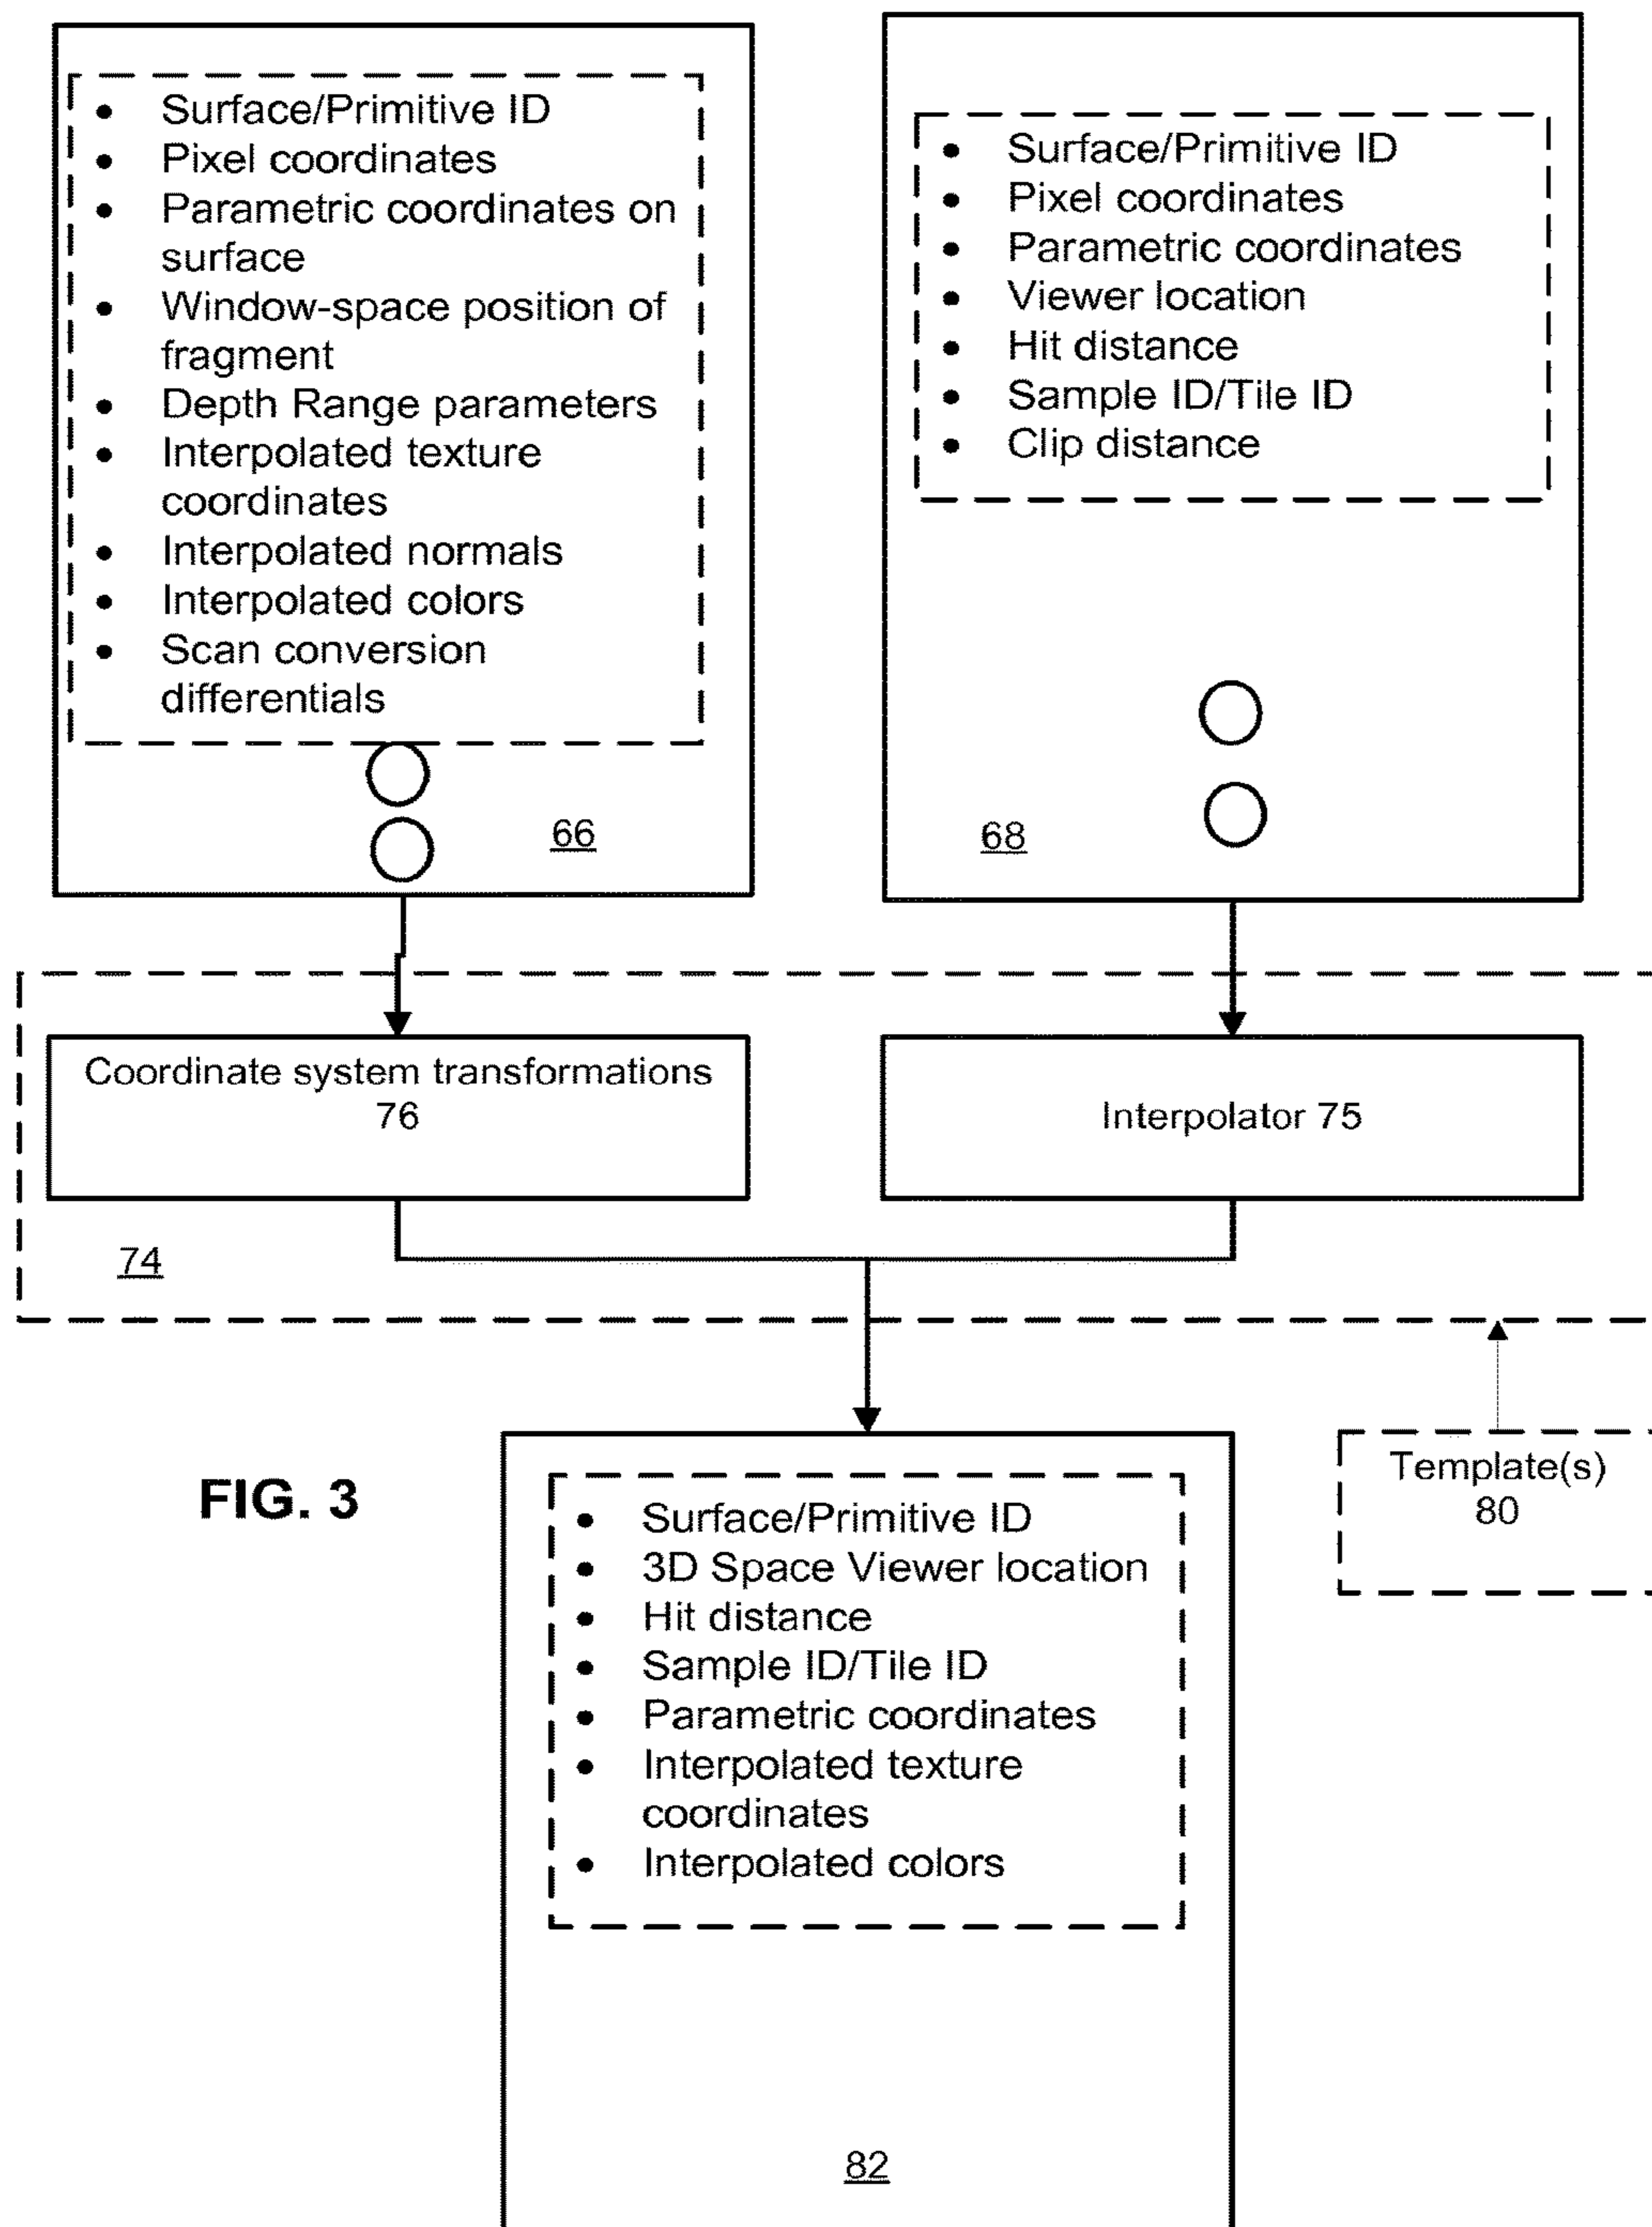 • Surface/Primitive ID
• Pixel coordinates
• Parametric coordinates on
surface
• Window-space position of
fragment
• Depth Range parameters
• Interpolated texture
coordinates
• Interpolated normals
• Interpolated colors
• Scan conversion
differentials
66
• Surface/Primitive ID
• Pixel coordinates
• Parametric coordinates
• Viewer location
• Hit distance
• Sample ID/Tile ID
• Clip distance
68
Coordinate system transformations
76
Interpolator 75
74
Template(s)
80
FIG. 3
• Surface/Primitive ID
• 3D Space Viewer location
• Hit distance
• Sample ID/Tile ID
• Parametric coordinates
• Interpolated texture
coordinates
• Interpolated colors
82